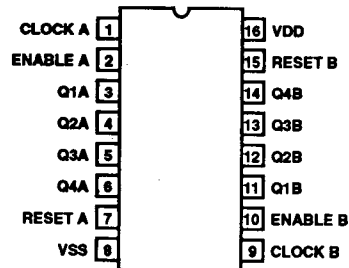 CLOCK A 1 16 VDD
ENABLE A 2 15 RESET B
Q1A 3 14 Q4B
Q2A 4 13 Q3B
Q3A 5 12 Q2B
Q4A 6 11 Q1B
RESET A 7 10 ENABLE B
VSS 8 9 CLOCK B